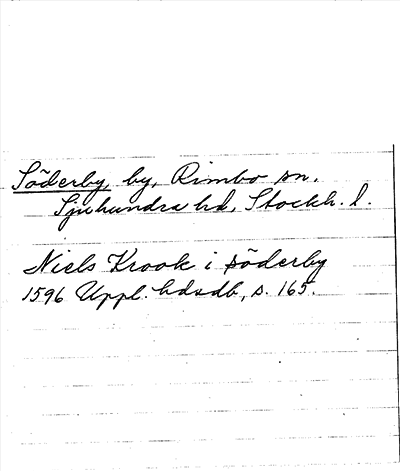 Söderby, by, Rimbo sn.
Sjuhundra hd, Stockh. l.
Niels Krook i söderby
1596 Uppl. hdsdb, s. 165.